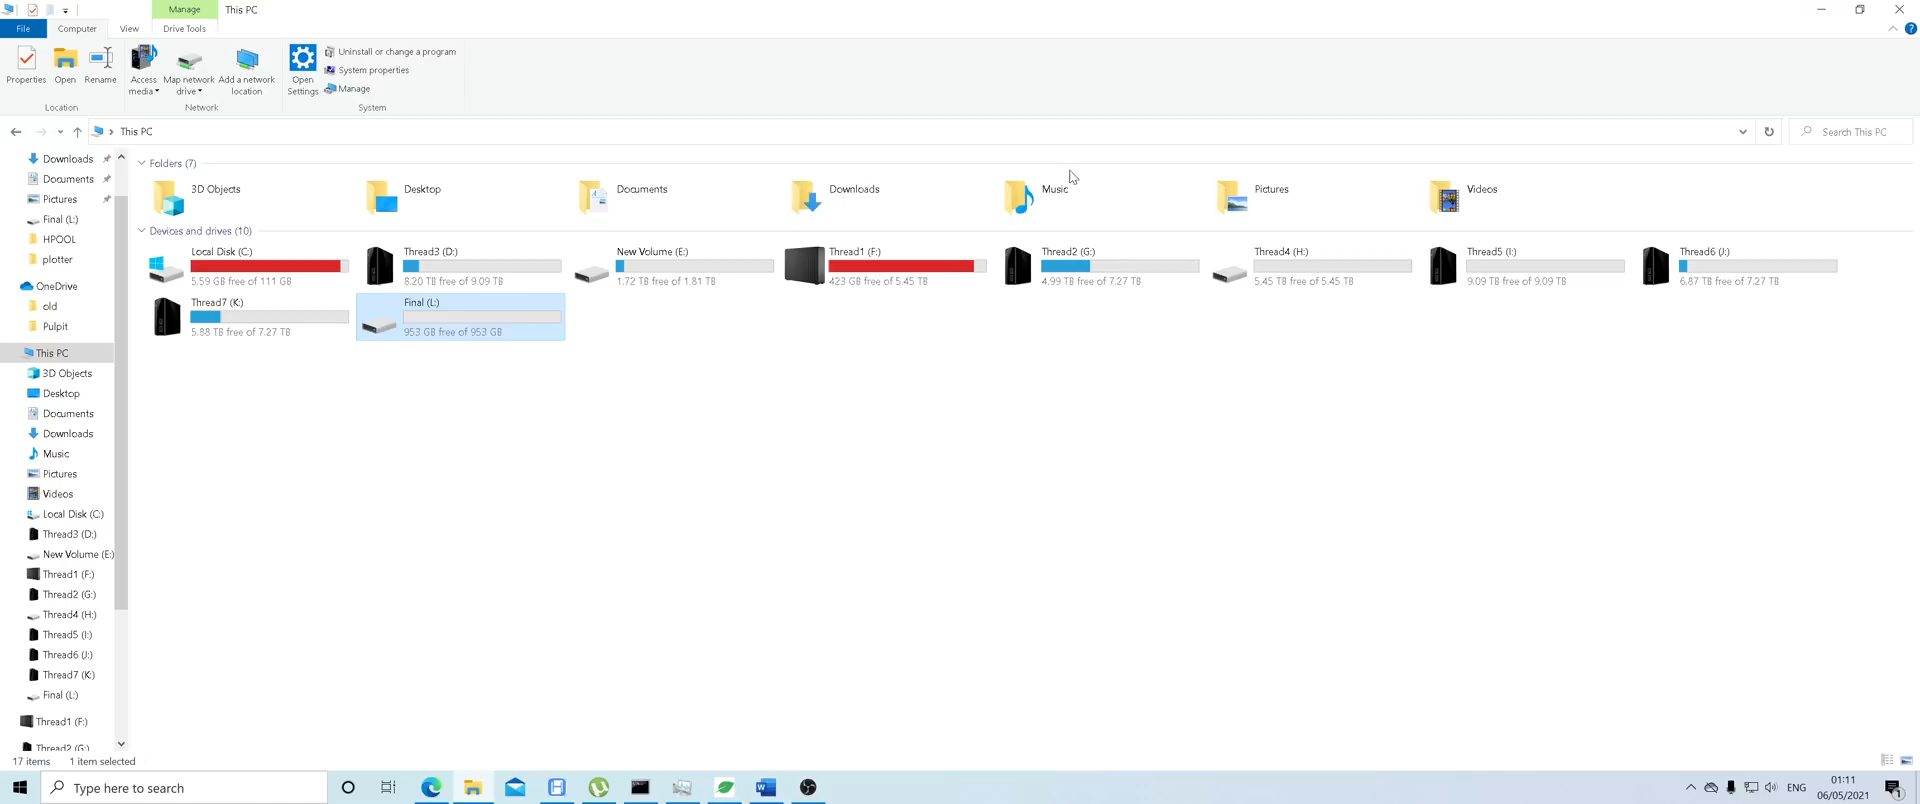 Manage This PC
File Computer View Drive Tools
Properties Open Rename Access media Map network drive Add a network location Open Settings Uninstall or change a program
System properties
Manage
Location Network System
This PC Search This PC
Downloads
Documents
Pictures
Final (L:)
HPOOL
plotter
OneDrive
old
Pulpit
This PC
3D Objects
Desktop
Documents
Downloads
Music
Pictures
Videos
Local Disk (C:)
Thread3 (D:)
New Volume (E:)
Thread1 (F:)
Thread2 (G:)
Thread4 (H:)
Thread5 (I:)
Thread6 (J:)
Thread7 (K:)
Final (L:)
Thread1 (F:)
Thread2 (G:)
Folders (7)
3D Objects Desktop Documents Downloads Music Pictures Videos
Devices and drives (10)
Local Disk (C:) Thread3 (D:) New Volume (E:) Thread1 (F:) Thread2 (G:) Thread4 (H:) Thread5 (I:) Thread6 (J:)
5.59 GB free of 111 GB 8.20 TB free of 9.09 TB 1.72 TB free of 1.81 TB 423 GB free of 5.45 TB 4.99 TB free of 7.27 TB 5.45 TB free of 5.45 TB 9.09 TB free of 9.09 TB 6.87 TB free of 7.27 TB
Thread7 (K:) Final (L:)
5.88 TB free of 7.27 TB 953 GB free of 953 GB
17 items 1 item selected
Type here to search ENG 01:11
06/05/2021 1